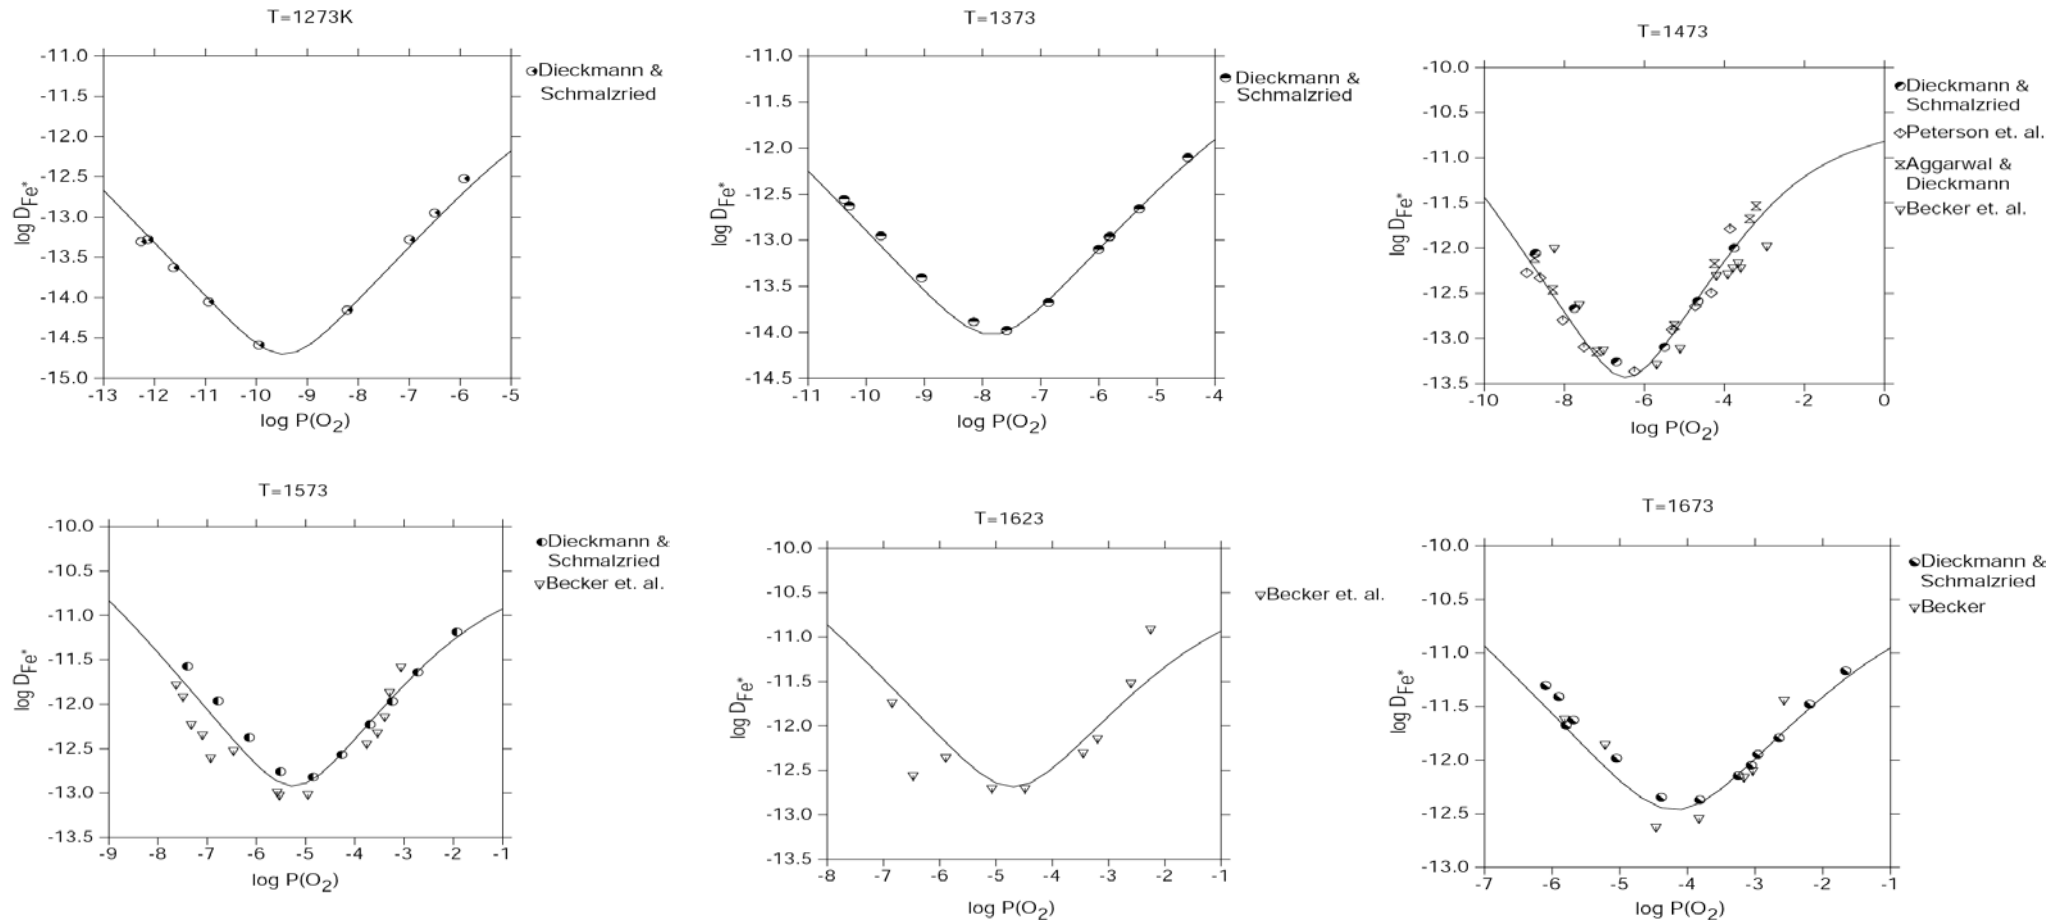 T=1273K
-11.0
-11.5
-12.0
-12.5
-13.0
-13.5
-14.0
-14.5
-15.0
log DFe*
-13 -12 -11 -10 -9 -8 -7 -6 -5
log P(O2)
Dieckmann &
Schmalzried
T=1373
-11.0
-11.5
-12.0
-12.5
-13.0
-13.5
-14.0
-14.5
log DFe*
-11 -10 -9 -8 -7 -6 -5 -4
log P(O2)
Dieckmann &
Schmalzried
T=1473
-10.0
-10.5
-11.0
-11.5
-12.0
-12.5
-13.0
-13.5
log DFe*
-10 -8 -6 -4 -2 0
log P(O2)
Dieckmann &
Schmalzried
Peterson et. al.
Aggarwal &
Dieckmann
Becker et. al.
T=1573
-10.0
-10.5
-11.0
-11.5
-12.0
-12.5
-13.0
-13.5
log DFe*
-9 -8 -7 -6 -5 -4 -3 -2 -1
log P(O2)
Dieckmann &
Schmalzried
Becker et. al.
T=1623
-10.0
-10.5
-11.0
-11.5
-12.0
-12.5
-13.0
-13.5
log DFe*
-8 -7 -6 -5 -4 -3 -2 -1
log P(O2)
Becker et. al.
T=1673
-10.0
-10.5
-11.0
-11.5
-12.0
-12.5
-13.0
log DFe*
-7 -6 -5 -4 -3 -2 -1
log P(O2)
Dieckmann &
Schmalzried
Becker